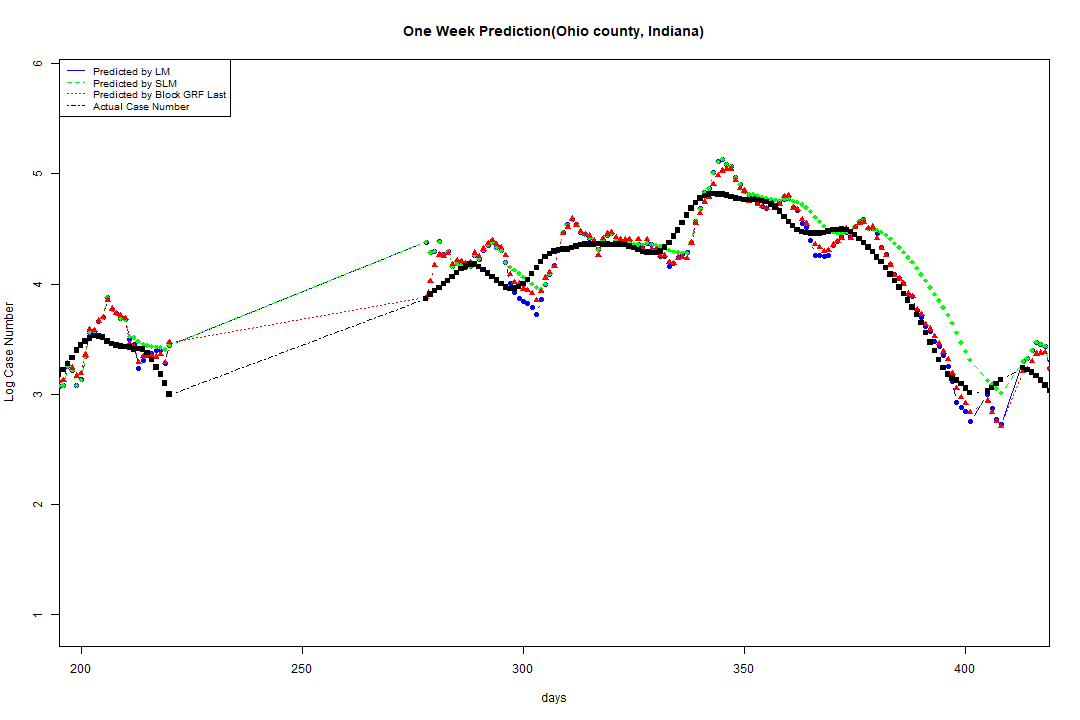 One Week Prediction(Ohio county, Indiana)
Predicted by LM
Predicted by SLM
Predicted by Block GRF Last
Actual Case Number
6
5
4
3
2
1
Log Case Number
200 250 300 350 400
days